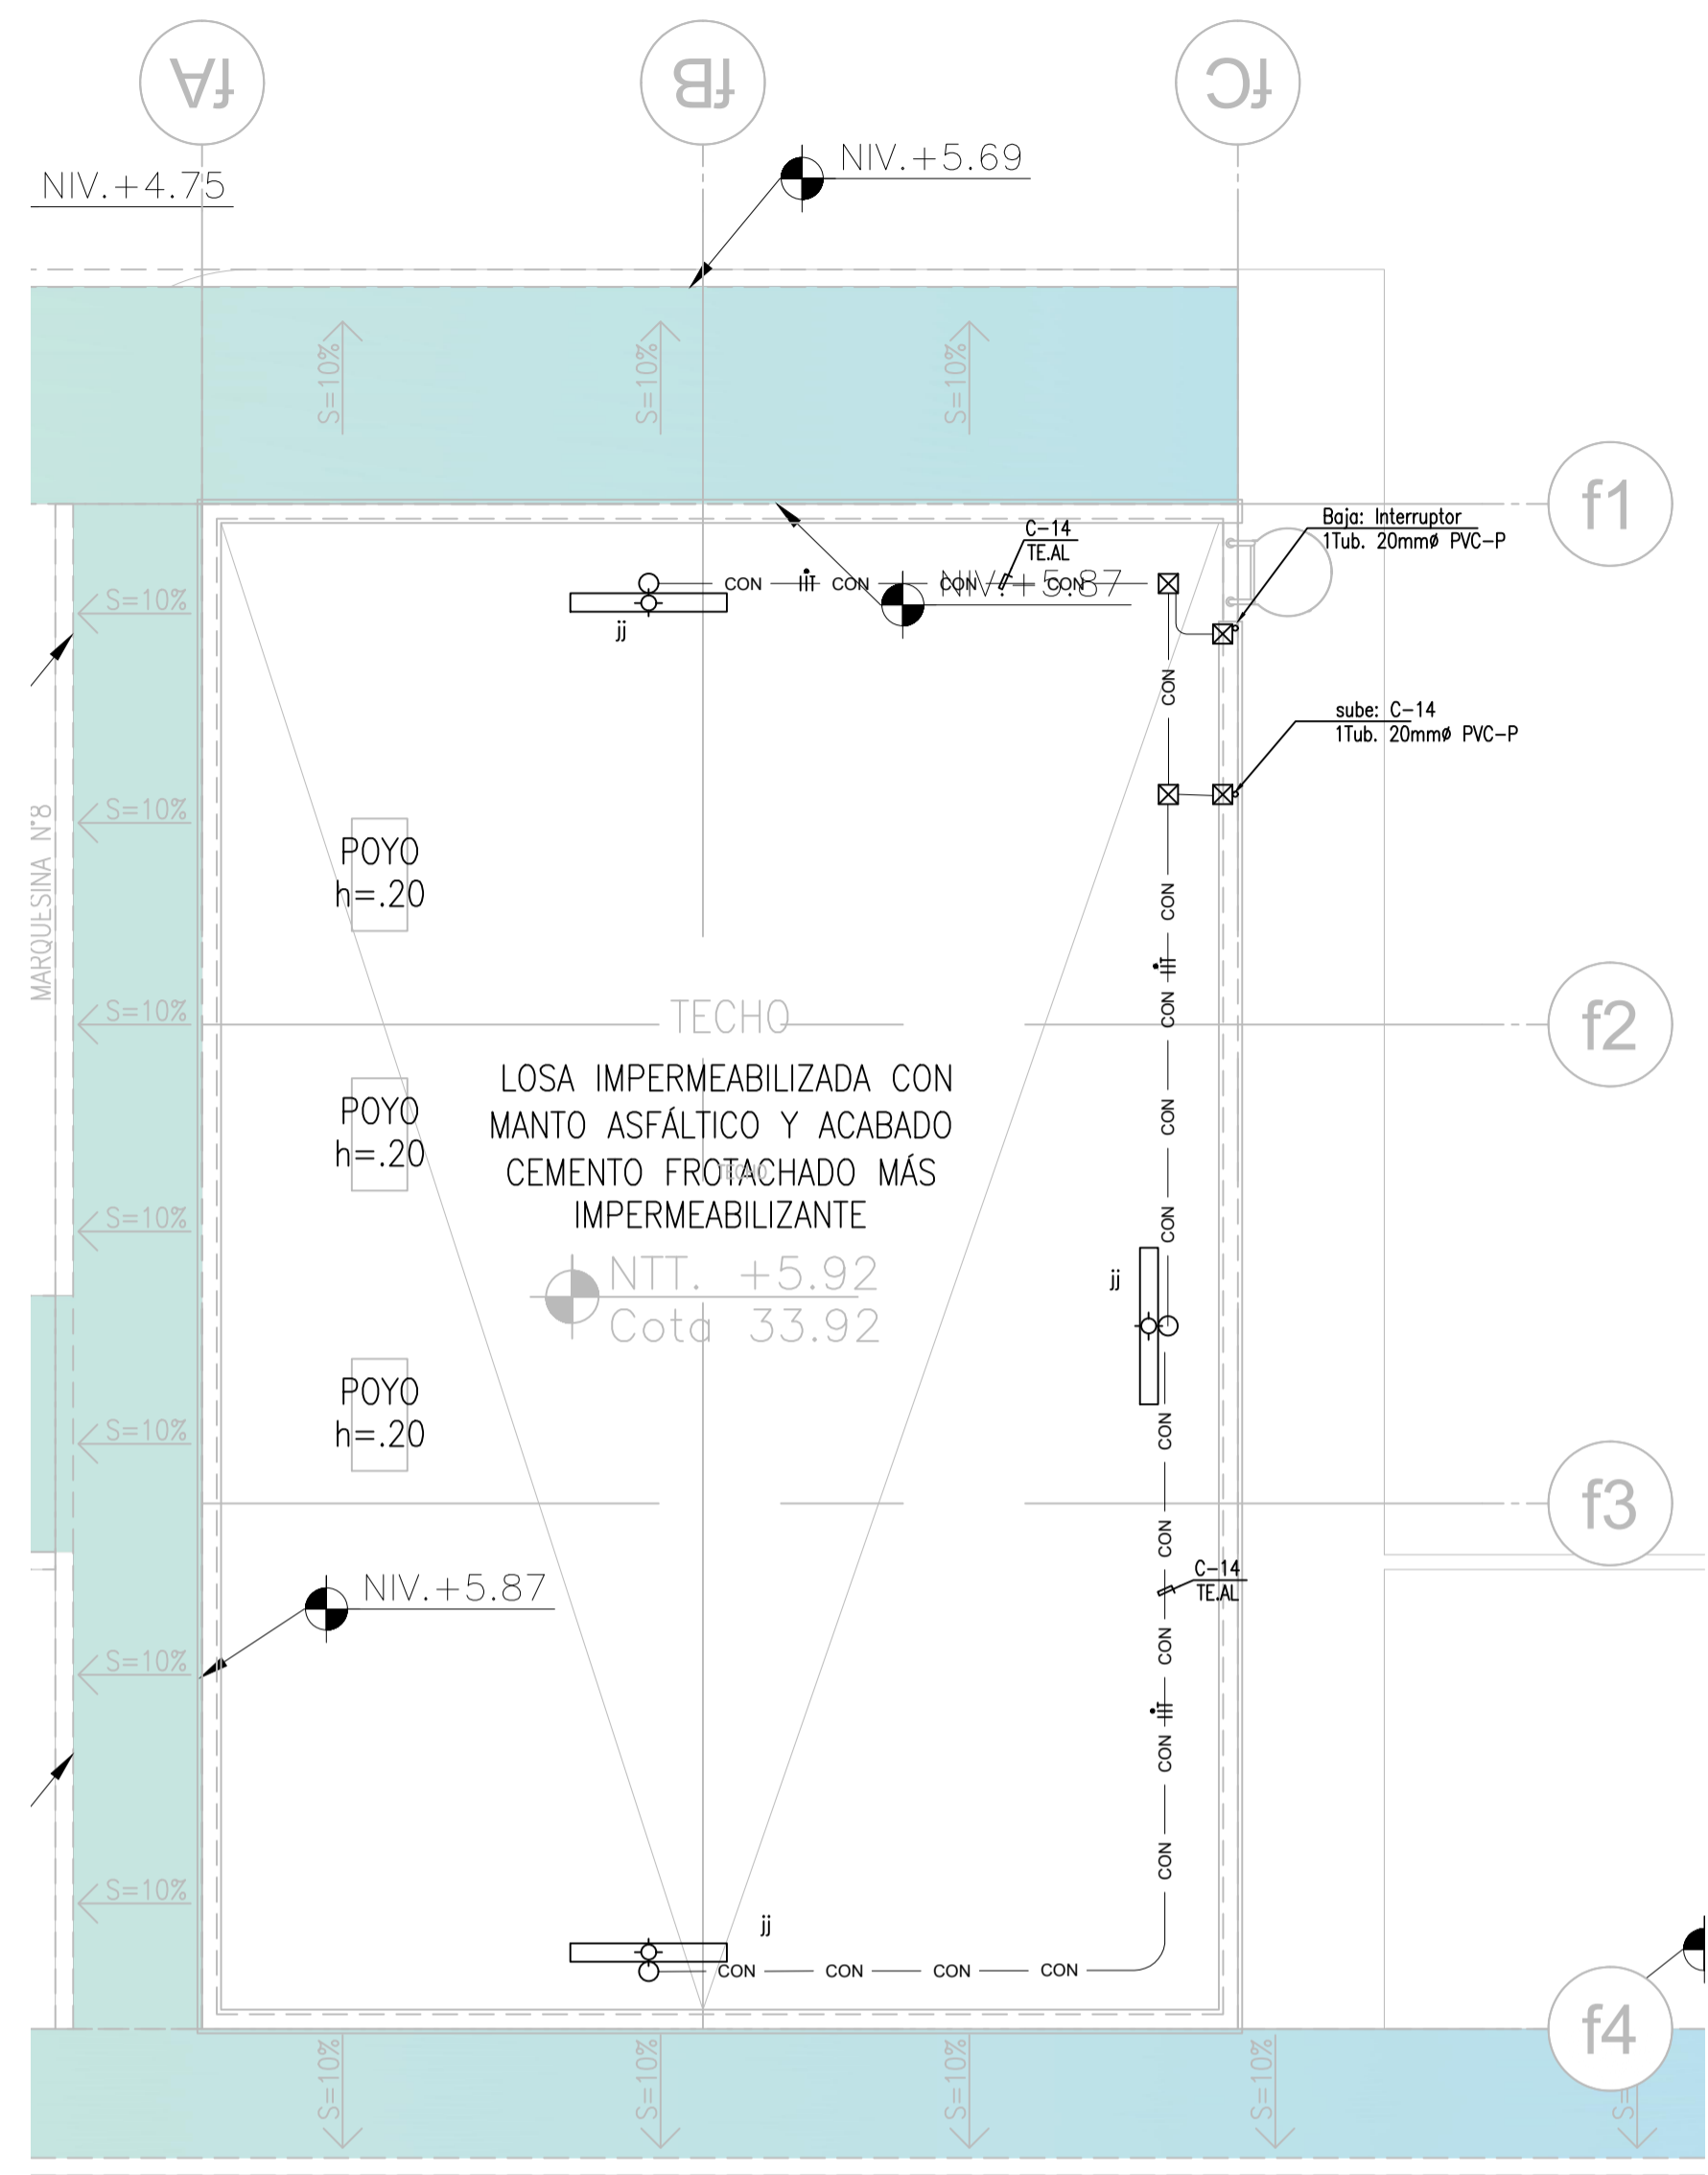 fA
fB
fC
NIV.+4.75
NIV.+5.69
S=10%
S=10%
S=10%
f1
Baja: Interruptor
1Tub. 20mmø PVC-P
C-14
TE.AL
CON
CON
CON
CON
NIV.+5.87
jj
S=10%
CON
sube: C-14
1Tub. 20mmø PVC-P
S=10%
MARQUESINA N°8
POYO
h=.20
CON
CON
S=10%
TECHO
f2
LOSA IMPERMEABILIZADA CON
MANTO ASFÁLTICO Y ACABADO
CEMENTO FROTACHADO MÁS
IMPERMEABILIZANTE
TECHO
POYO
h=.20
CON
CON
S=10%
NTT. +5.92
Cota 33.92
jj
POYO
h=.20
S=10%
CON
f3
CON
C-14
TE.AL
NIV.+5.87
CON
S=10%
CON
CON
S=10%
jj
CON
CON
CON
CON
f4
S=10%
S=10%
S=10%
S=10%
S=